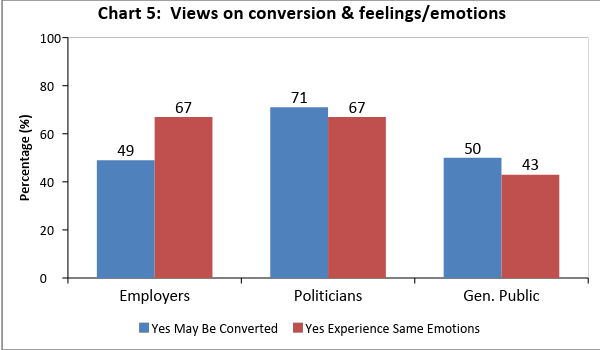 Chart 5:  Views on conversion & feelings/emotions
Percentage (%)
100
80
60
40
20
0
49
67
71
67
50
43
Employers
Politicians
Gen. Public
Yes May Be Converted
Yes Experience Same Emotions